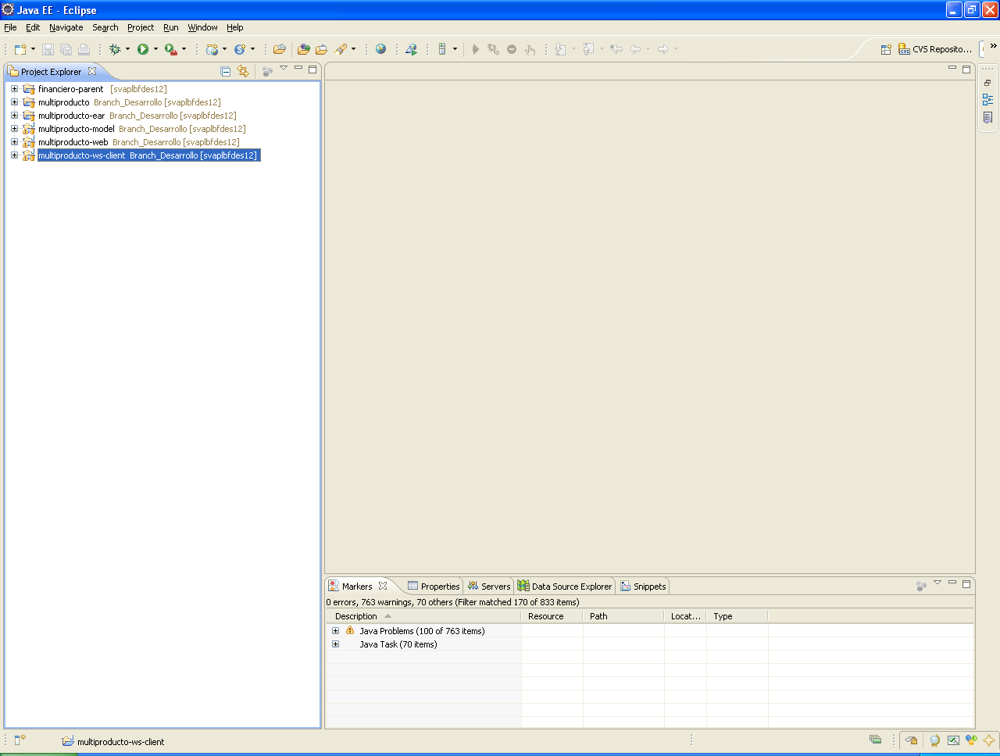 Java EE - Eclipse
File Edit Navigate Search Project Run Window Help
CVS Reposito...
Project Explorer
financiero-parent [svaplbfdes12]
multiproducto Branch_Desarrollo [svaplbfdes12]
multiproducto-ear Branch_Desarrollo [svaplbfdes12]
multiproducto-model Branch_Desarrollo [svaplbfdes12]
multiproducto-web Branch_Desarrollo [svaplbfdes12]
multiproducto-ws-client Branch_Desarrollo [svaplbfdes12]
Markers Properties Servers Data Source Explorer Snippets
0 errors, 763 warnings, 70 others (Filter matched 170 of 833 items)
Description Resource Path Locat... Type
Java Problems (100 of 763 items)
Java Task (70 items)
multiproducto-ws-client